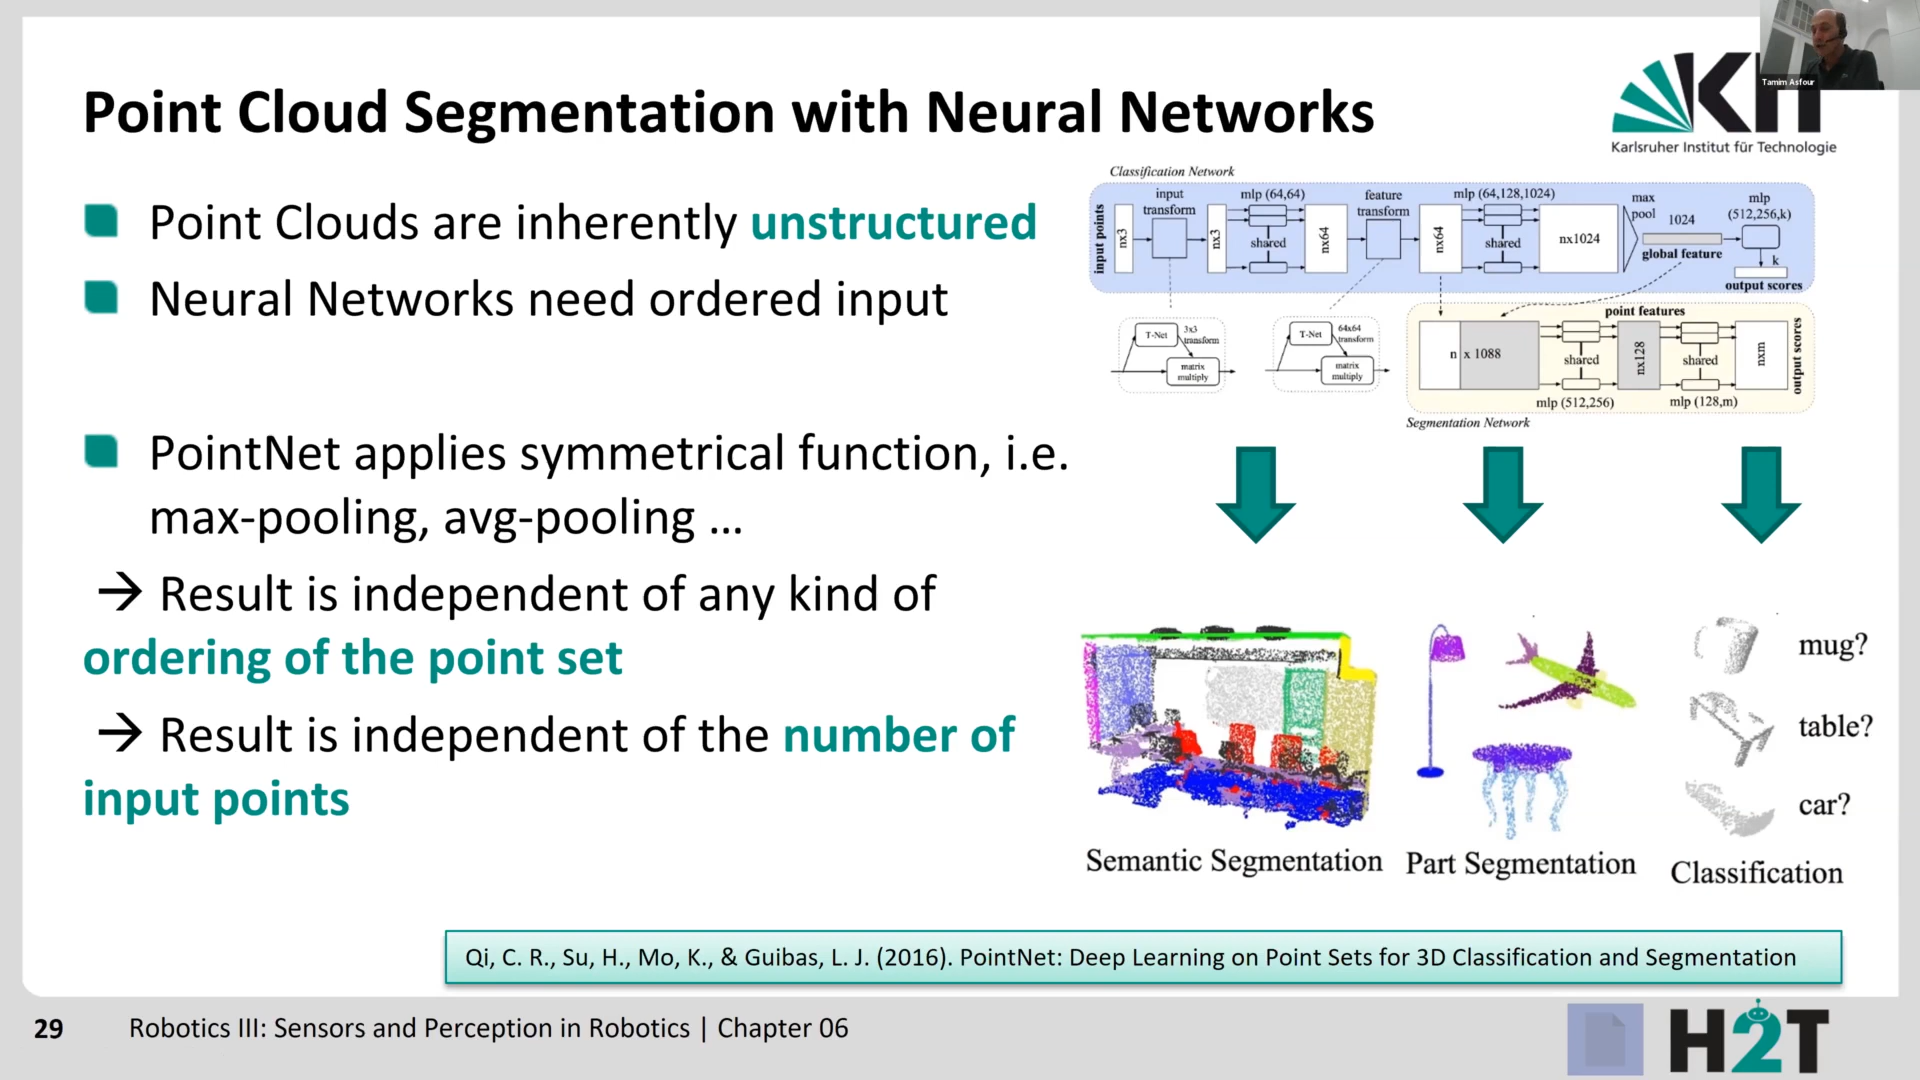 Tamim Asfour
Point Cloud Segmentation with Neural Networks
KIT
Karlsruher Institut für Technologie
Point Clouds are inherently unstructured
Neural Networks need ordered input
PointNet applies symmetrical function, i.e.
max-pooling, avg-pooling ...
→ Result is independent of any kind of
ordering of the point set
→ Result is independent of the number of
input points
Classification Network
input points
nx3
input
transform
nx3
mlp (64,64)
shared
nx64
feature
transform
nx64
mlp (64,128,1024)
shared
nx1024
max
pool
1024
global feature
mlp
(512,256,k)
k
output scores
T-Net
3x3
transform
matrix
multiply
T-Net
64x64
transform
matrix
multiply
point features
n x 1088
shared
nx128
shared
nxm
output scores
mlp (512,256)
mlp (128,m)
Segmentation Network
mug?
table?
car?
Semantic Segmentation
Part Segmentation
Classification
Qi, C. R., Su, H., Mo, K., & Guibas, L. J. (2016). PointNet: Deep Learning on Point Sets for 3D Classification and Segmentation
29
Robotics III: Sensors and Perception in Robotics | Chapter 06
H2T